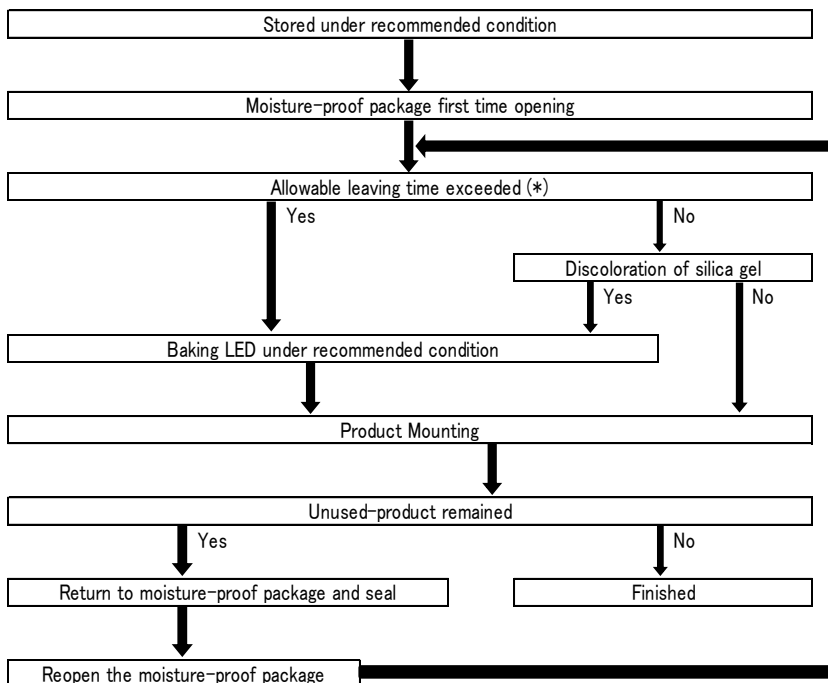 Stored under recommended condition
Moisture-proof package first time opening
Allowable leaving time exceeded (*)
Yes
No
Discoloration of silica gel
Yes
No
Baking LED under recommended condition
Product Mounting
Unused-product remained
Yes
No
Return to moisture-proof package and seal
Finished
Reopen the moisture-proof package